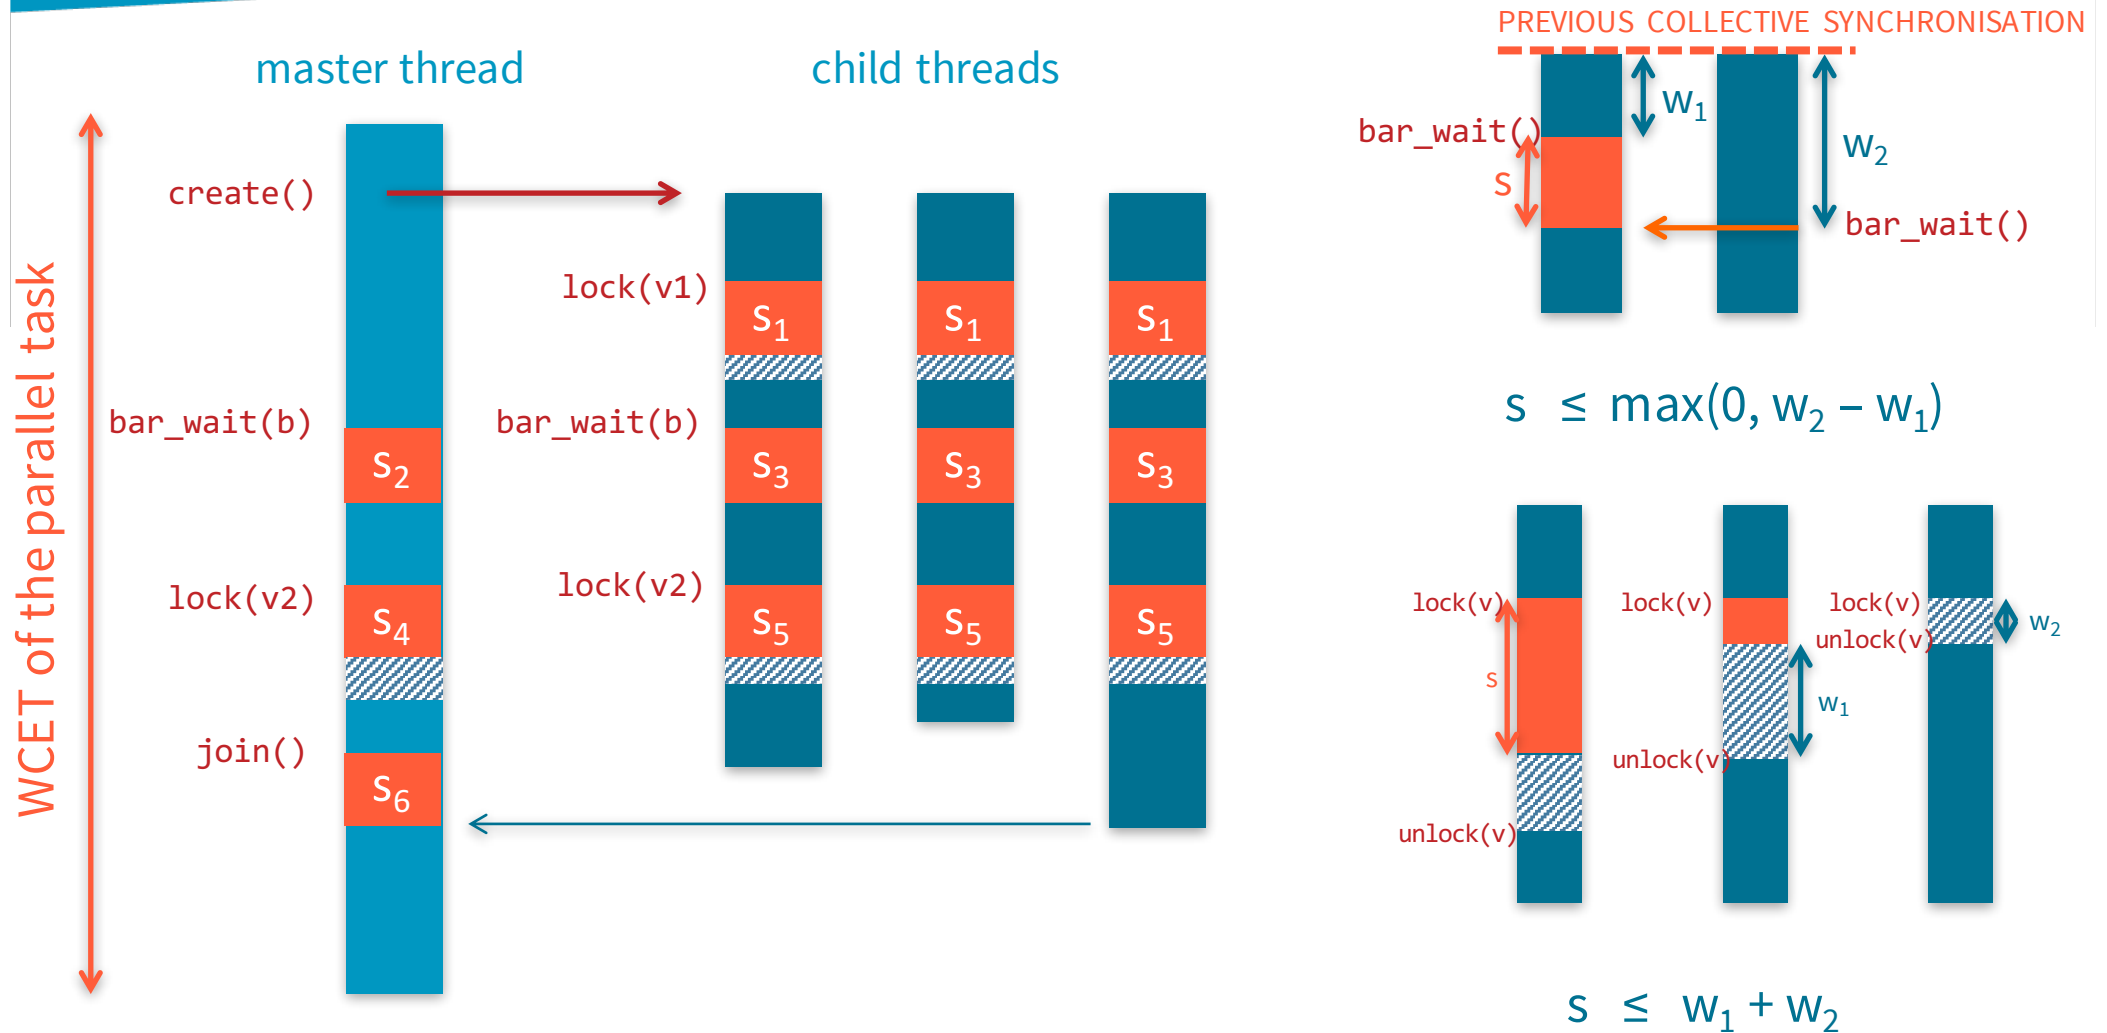 PREVIOUS COLLECTIVE SYNCHRONISATION
master thread
child threads
WCET of the parallel task
create()
lock(v1)
s1 s1 s1
bar_wait(b)
bar_wait(b)
s2
s3 s3 s3
lock(v2)
lock(v2)
s4
s5 s5 s5
join()
s6
w1
bar_wait()
w2
s
bar_wait()
s ≤ max(0, w2 – w1)
lock(v)
lock(v)
lock(v)
unlock(v)
w2
s
w1
unlock(v)
unlock(v)
s ≤ w1 + w2